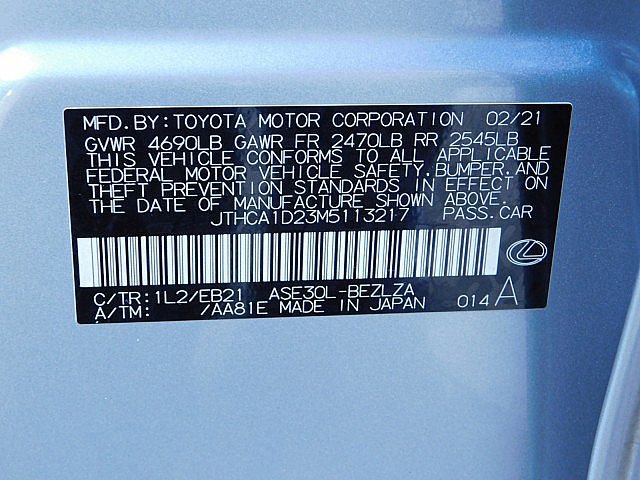 MFD.BY:TOYOTA MOTOR CORPORATION 02/21
GVWR 4690LB GAWR FR 2470LB RR 2545LB
THIS VEHICLE CONFORMS TO ALL APPLICABLE
FEDERAL MOTOR VEHICLE SAFETY,BUMPER,AND
THEFT PREVENTION STANDARDS IN EFFECT ON
THE DATE OF MANUFACTURE SHOWN ABOVE.
JTHCA1D23M5113217 PASS.CAR
C/TR:1L2/EB21 ASE30L-BEZLZA
A/TM: /AA81E MADE IN JAPAN 014 A